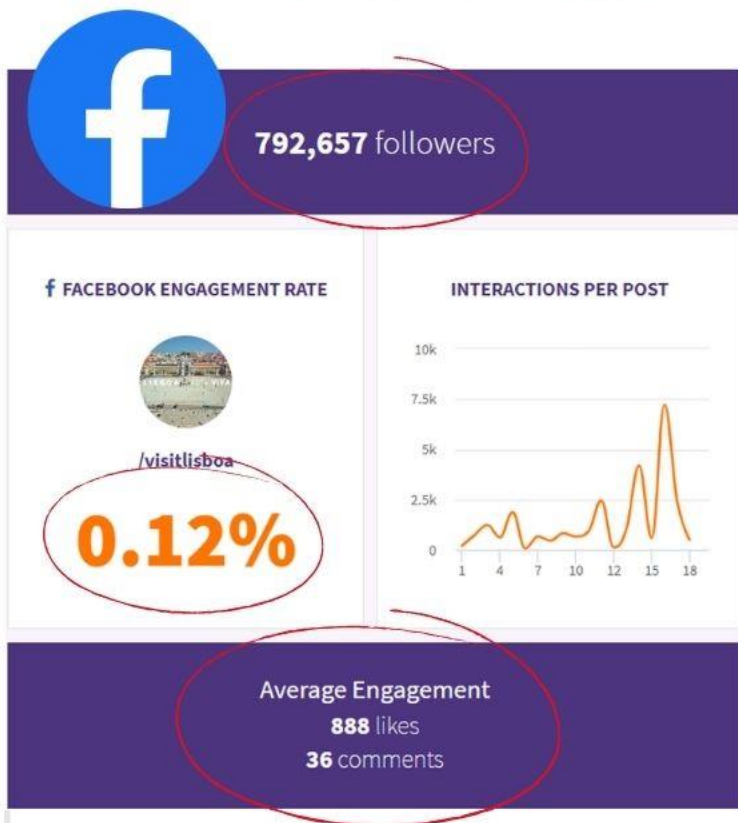 792,657 followers
f FACEBOOK ENGAGEMENT RATE
/visitlisboa
0.12%
INTERACTIONS PER POST
10k
7.5k
5k
2.5k
0
1 4 7 10 12 15 18
Average Engagement
888 likes
36 comments